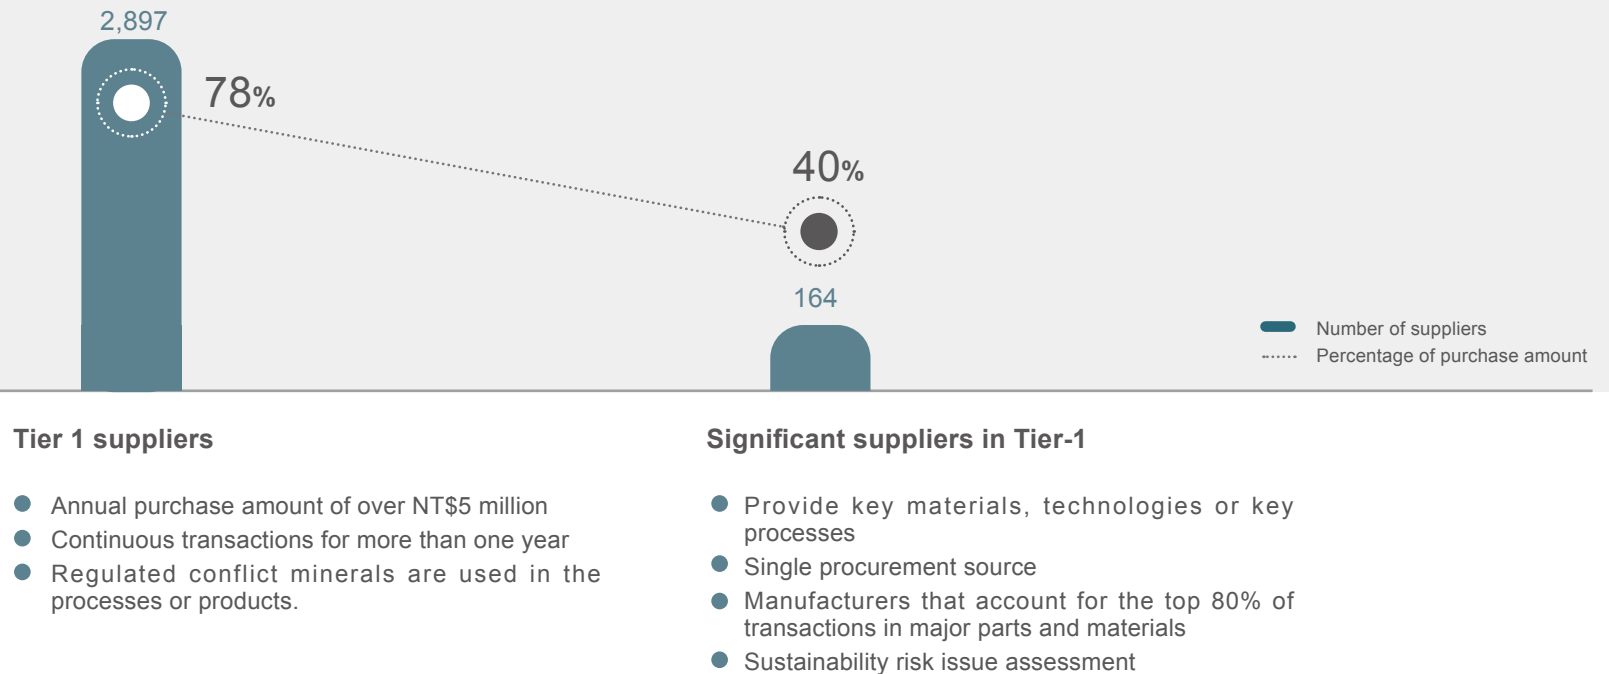 2,897
78%
40%
164
Number of suppliers
Percentage of purchase amount
Tier 1 suppliers
Annual purchase amount of over NT$5 million
Continuous transactions for more than one year
Regulated conflict minerals are used in the
processes or products.
Significant suppliers in Tier-1
Provide key materials, technologies or key
processes
Single procurement source
Manufacturers that account for the top 80% of
transactions in major parts and materials
Sustainability risk issue assessment